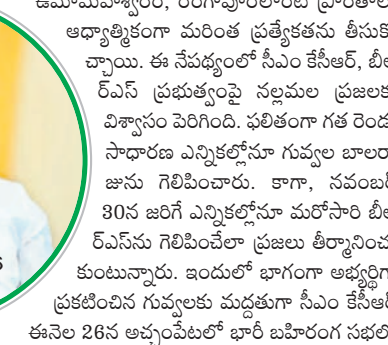 ఉమామహేశ్వరం, రంగాపూర్‌లాంటి ప్రాంతాల
ఆధ్యాత్మికంగా మరింత ప్రత్యేకతను తీసుకొ
చ్చాయి. ఈ నేపథ్యంలో సీఎం కేసీఆర్, బీఆ
ర్ఎస్ ప్రభుత్వంపై నల్లమల ప్రజలక
విశ్వాసం పెరిగింది. ఫలితంగా గత రెండ
సాధారణ ఎన్నికల్లోనూ గువ్వల బాలరా
జును గెలిపించారు. కాగా, నవంబర్
30న జరిగే ఎన్నికల్లోనూ మరోసారి బీఆ
ర్ఎస్‌ను గెలిపించేలా ప్రజలు తీర్మానించు
కుంటున్నారు. ఇందులో భాగంగా అభ్యర్థిగా
ప్రకటించిన గువ్వలకు మద్దతుగా సీఎం కేసీఆర్
ఈనెల 26న అచ్చంపేటలో భారీ బహిరంగ సభలో